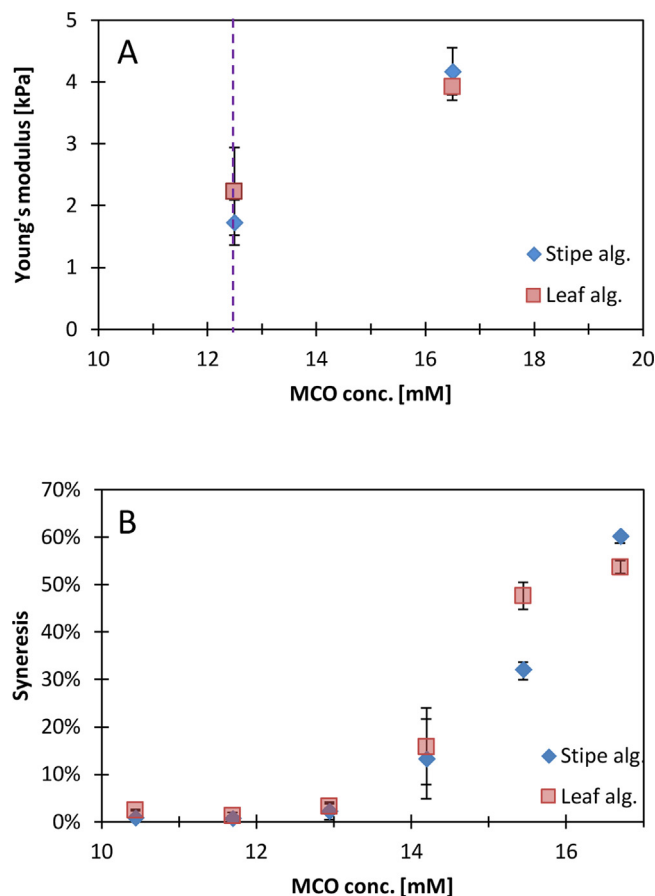 A
Young's modulus [kPa]
5
4
3
2
1
0
Stipe alg.
Leaf alg.
10 12 14 16 18 20
MCO conc. [mM]
B
Syneresis
70%
60%
50%
40%
30%
20%
10%
0%
Stipe alg.
Leaf alg.
10 12 14 16
MCO conc. [mM]